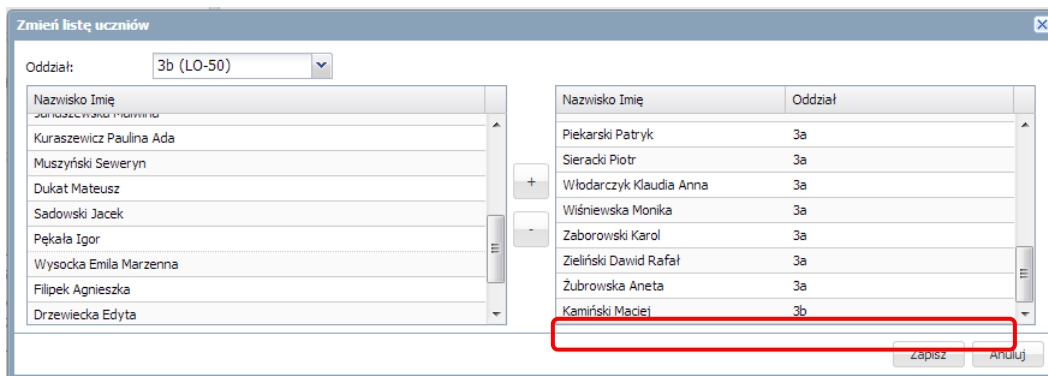 Zmień listę uczniów
Oddział: 3b (LO-50)
Nazwisko Imię
Januszewska Malwina
Kuraszewicz Paulina Ada
Muszyński Seweryn
Dukat Mateusz
Sadowski Jacek
Pękała Igor
Wysocka Emila Marzenna
Filipek Agnieszka
Drzewiecka Edyta
+
-
Nazwisko Imię Oddział
Piekarski Patryk 3a
Sieracki Piotr 3a
Włodarczyk Klaudia Anna 3a
Wiśniewska Monika 3a
Zaborowski Karol 3a
Zieliński Dawid Rafał 3a
Żubrowska Aneta 3a
Kamiński Maciej 3b
Zapisz Anuluj